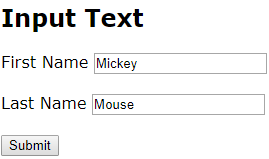 Input Text
First Name Mickey
Last Name Mouse
Submit